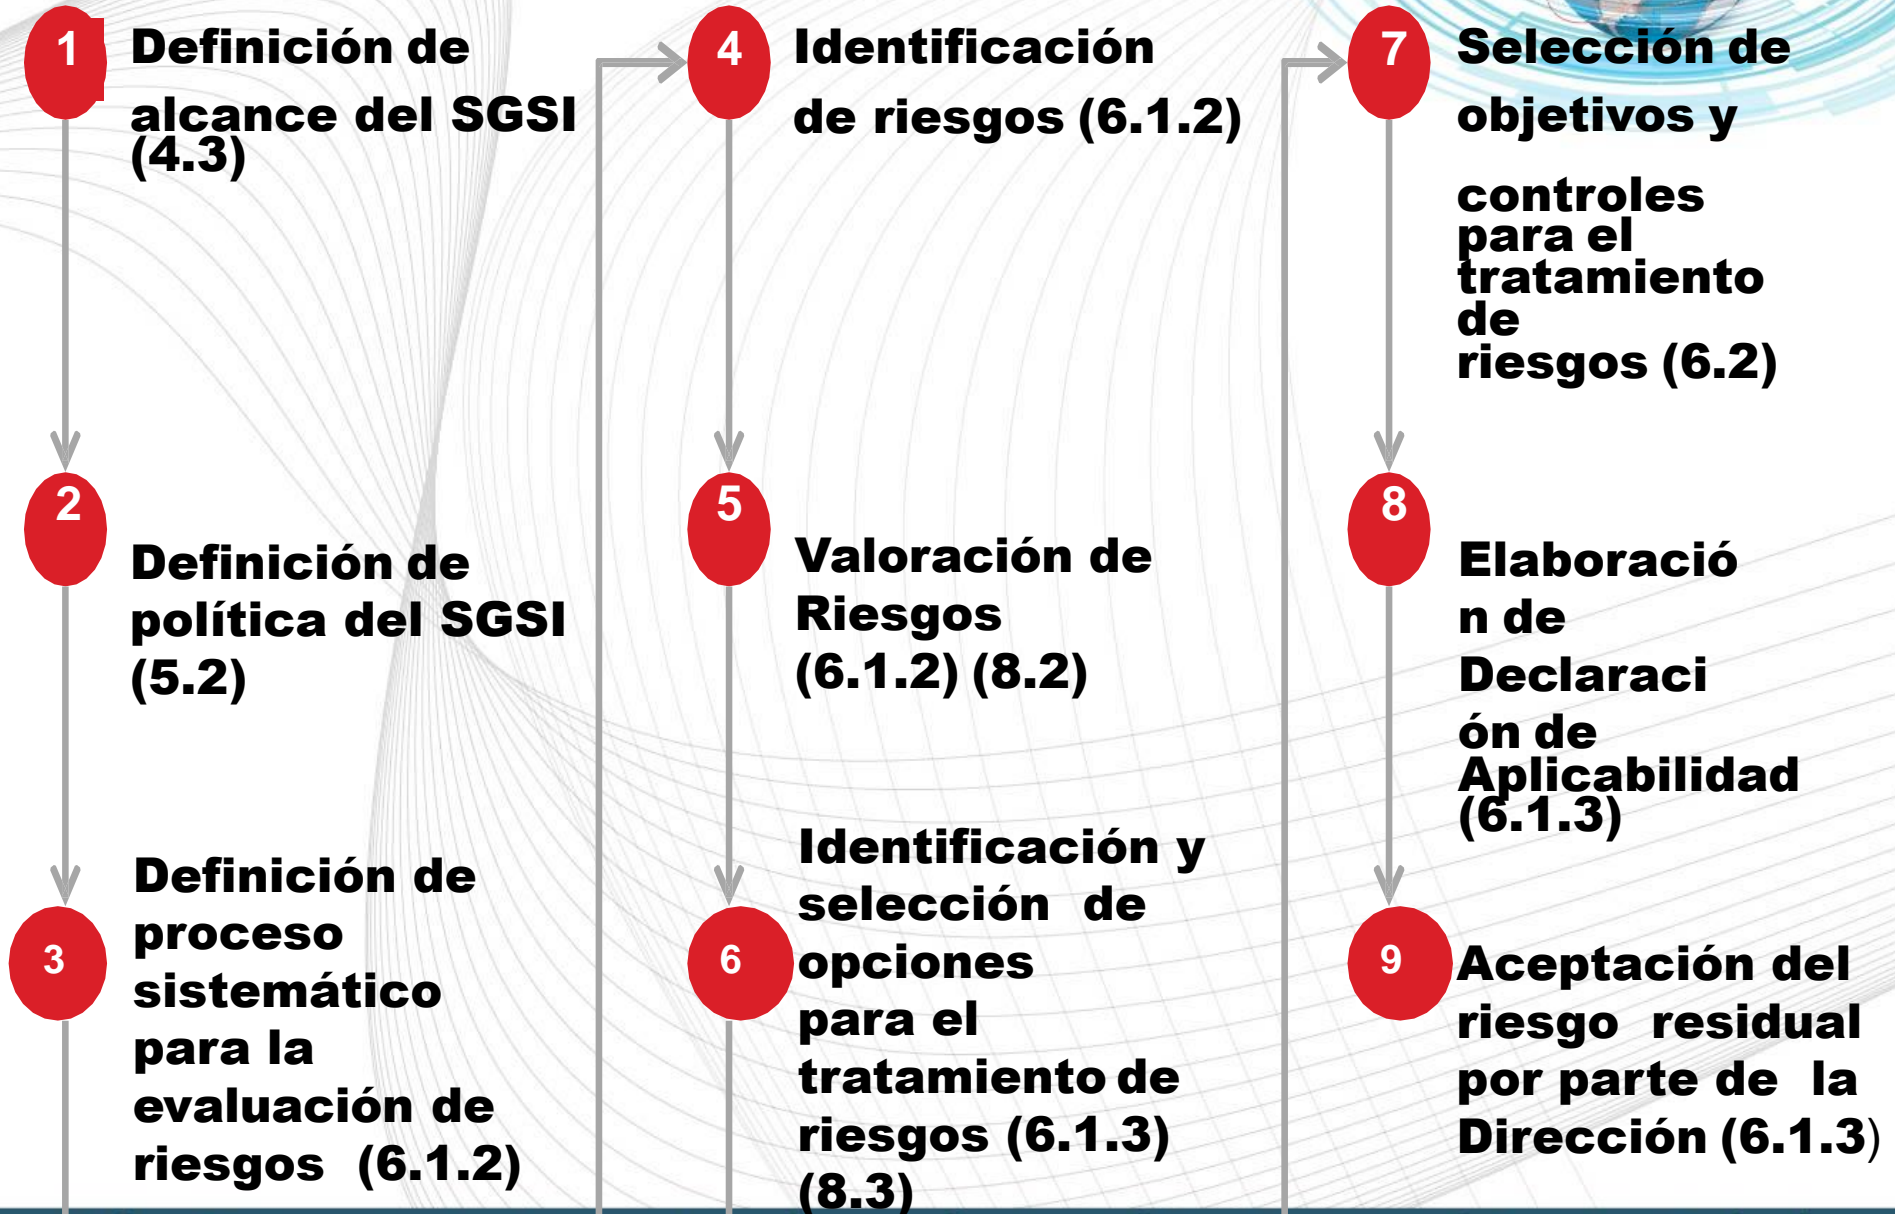 1
Definición de
alcance del SGSI
(4.3)
2
Definición de
política del SGSI
(5.2)
3
Definición de
proceso
sistemático
para la
evaluación de
riesgos (6.1.2)
4
Identificación
de riesgos (6.1.2)
5
Valoración de
Riesgos
(6.1.2) (8.2)
6
Identificación y
selección de
opciones
para el
tratamiento de
riesgos (6.1.3)
(8.3)
7
Selección de
objetivos y
controles
para el
tratamiento
de
riesgos (6.2)
8
Elaboració
n de
Declaraci
ón de
Aplicabilidad
(6.1.3)
9
Aceptación del
riesgo residual
por parte de la
Dirección (6.1.3)